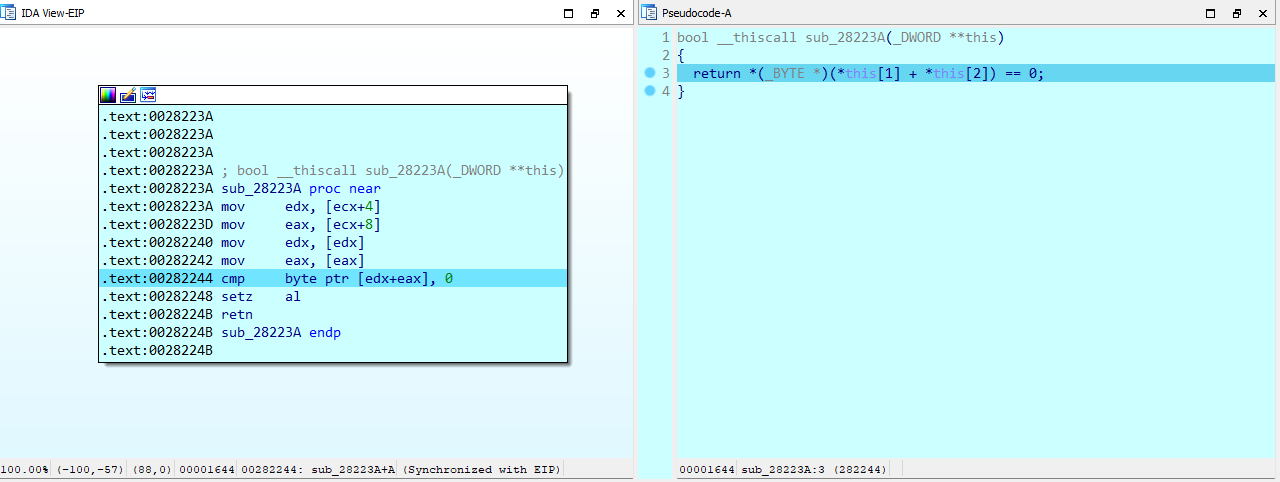 IDA View-EIP
.text:0028223A
.text:0028223A
.text:0028223A
.text:0028223A ; bool __thiscall sub_28223A(_DWORD **this)
.text:0028223A sub_28223A proc near
.text:0028223A mov     edx, [ecx+4]
.text:0028223D mov     eax, [ecx+8]
.text:00282240 mov     edx, [edx]
.text:00282242 mov     eax, [eax]
.text:00282244 cmp     byte ptr [edx+eax], 0
.text:00282248 setz    al
.text:0028224B retn
.text:0028224B sub_28223A endp
.text:0028224B
100.00% (-100,-57) (88,0) 00001644 00282244: sub_28223A+A (Synchronized with EIP)
Pseudocode-A
1 bool __thiscall sub_28223A(_DWORD **this)
2 {
3   return *(_BYTE *)(*this[1] + *this[2]) == 0;
4 }
00001644 sub_28223A:3 (282244)